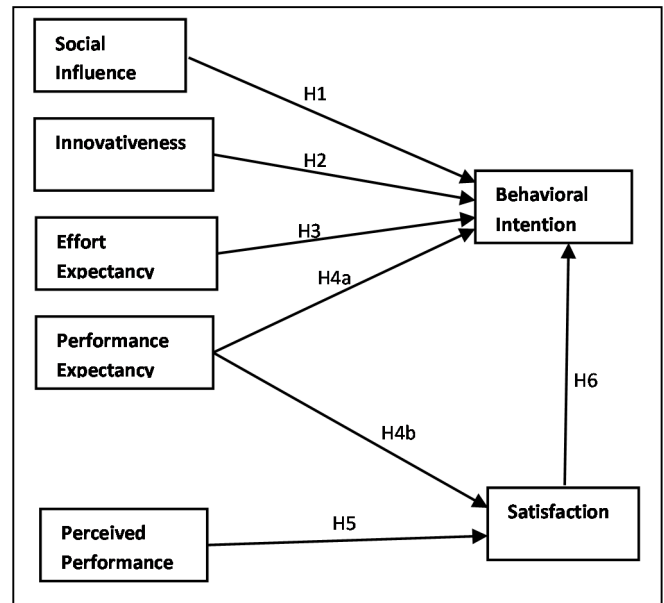 Social
Influence
H1
Innovativeness
H2
Behavioral
Intention
Effort
Expectancy
H3
H4a
Performance
Expectancy
H6
H4b
Satisfaction
H5
Perceived
Performance